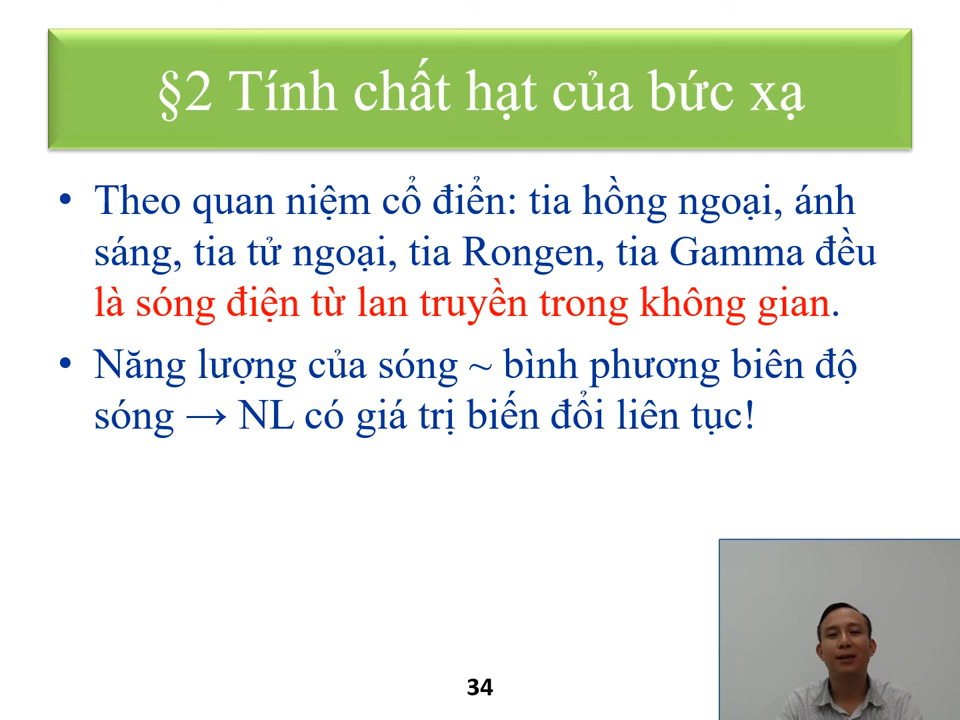 §2 Tính chất hạt của bức xạ
• Theo quan niệm cổ điển: tia hồng ngoại, ánh
sáng, tia tử ngoại, tia Rongen, tia Gamma đều
là sóng điện từ lan truyền trong không gian.
• Năng lượng của sóng ~ bình phương biên độ
sóng → NL có giá trị biến đổi liên tục!
34